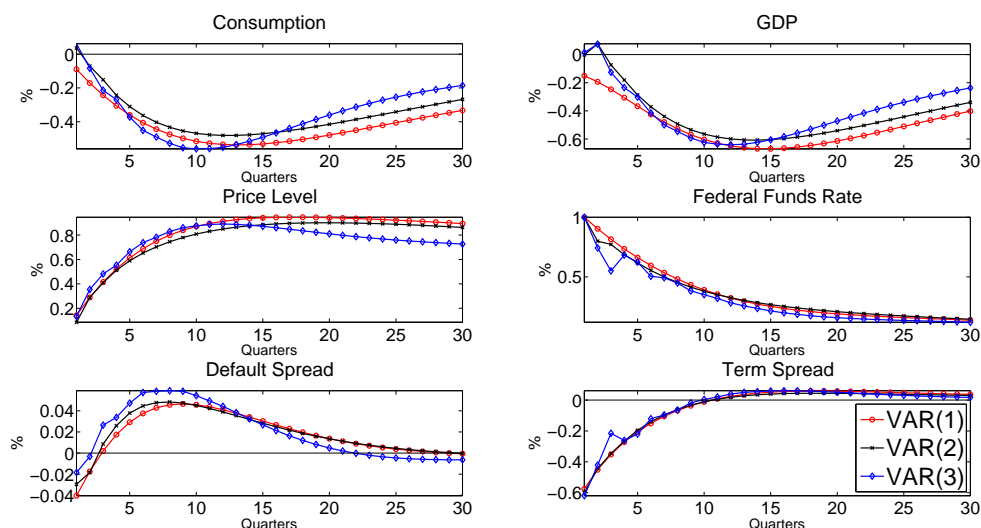 Consumption
0
−0.2
−0.4
%
5 10 15 20 25 30
Quarters
GDP
0
−0.2
−0.4
−0.6
%
5 10 15 20 25 30
Quarters
Price Level
0.8
0.6
0.4
0.2
%
5 10 15 20 25 30
Quarters
Federal Funds Rate
1
0.5
%
5 10 15 20 25 30
Quarters
Default Spread
0.04
0.02
0
−0.02
−0.04
%
5 10 15 20 25 30
Quarters
Term Spread
0
−0.2
−0.4
−0.6
%
5 10 15 20 25 30
Quarters
VAR(1)
VAR(2)
VAR(3)